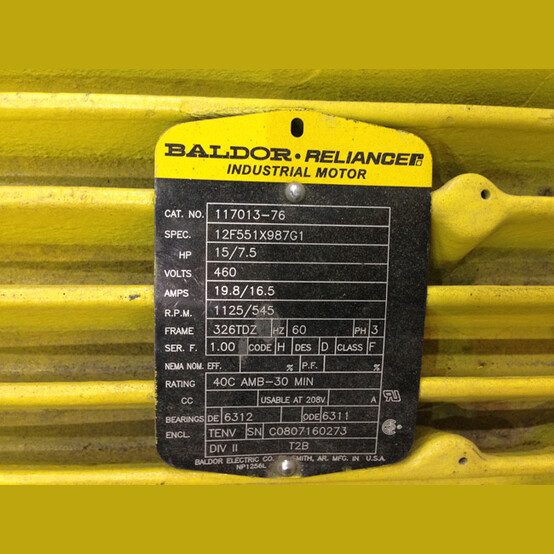 BALDOR • RELIANCE
INDUSTRIAL MOTOR
CAT. NO. 117013-76
SPEC. 12F551X987G1
HP 15/7.5
VOLTS 460
AMPS 19.8/16.5
R.P.M. 1125/545
FRAME 326TDZ HZ 60 PH 3
SER. F. 1.00 CODE H DES D CLASS F
NEMA NOM. EFF. % P.F. %
RATING 40C AMB-30 MIN
CC USABLE AT 208V. A
BEARINGS DE 6312 ODE 6311
ENCL. TENV SN C0807160273
DIV II T2B
BALDOR ELECTRIC CO. SMITH, AR. MFG. IN U.S.A.
NP1256L